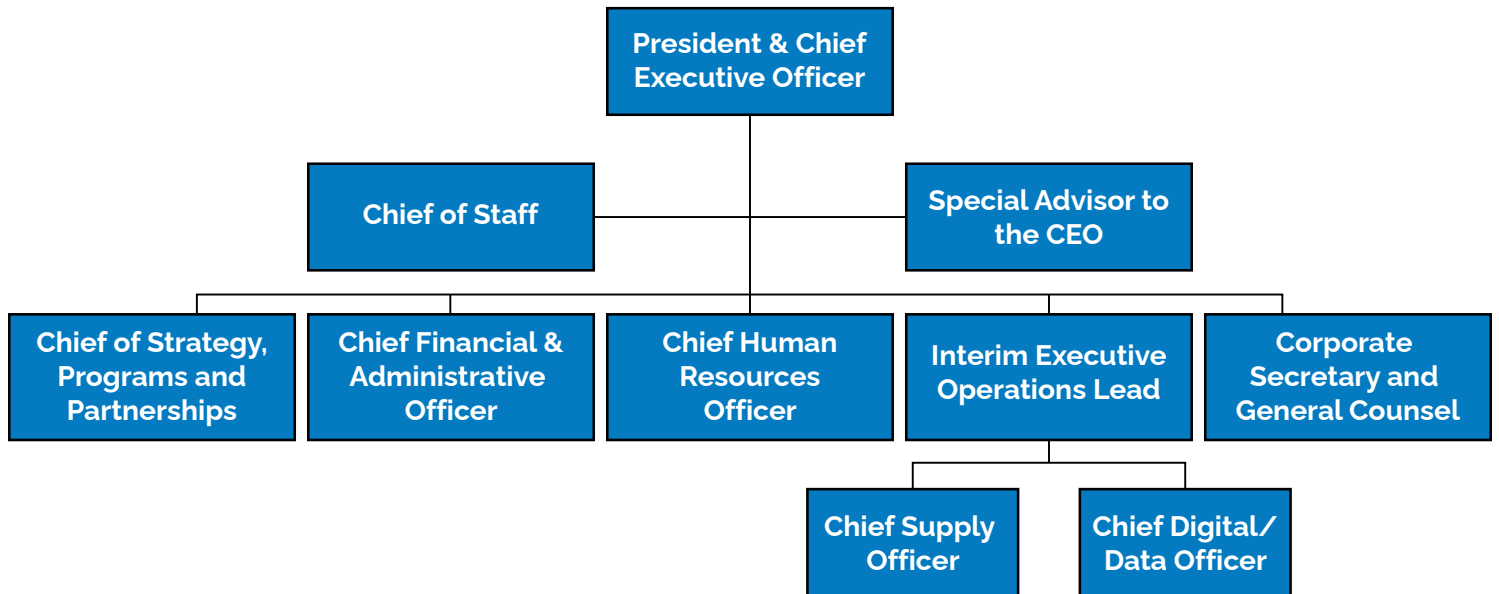 President & Chief
Executive Officer
Chief of Staff
Special Advisor to
the CEO
Chief of Strategy,
Programs and
Partnerships
Chief Financial &
Administrative
Officer
Chief Human
Resources
Officer
Interim Executive
Operations Lead
Corporate
Secretary and
General Counsel
Chief Supply
Officer
Chief Digital/
Data Officer